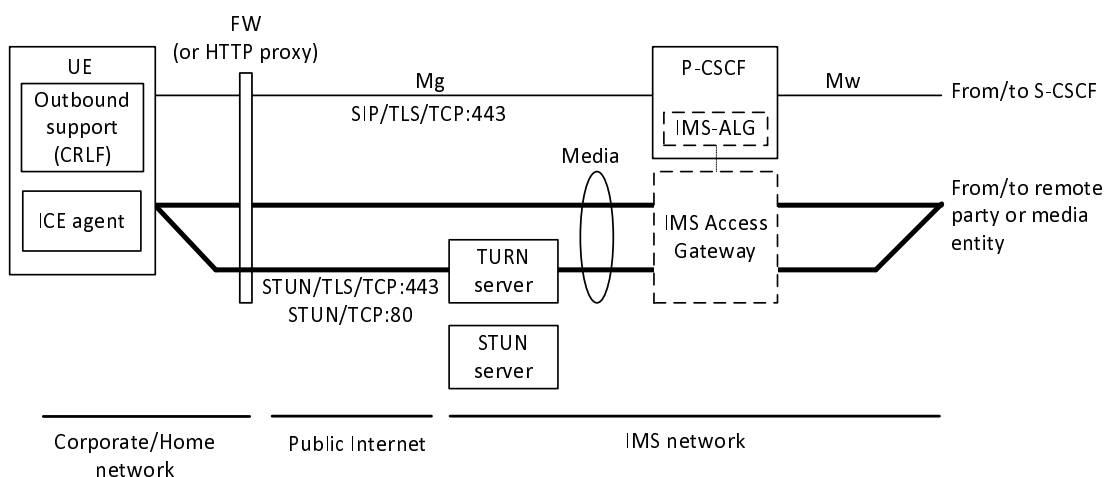 FW
(or HTTP proxy)
UE
Outbound
support
(CRLF)
ICE agent
Mg
SIP/TLS/TCP:443
P-CSCF
IMS-ALG
Mw
From/to S-CSCF
Media
IMS Access
Gateway
From/to remote
party or media
entity
TURN
server
STUN/TLS/TCP:443
STUN/TCP:80
STUN
server
Corporate/Home
network
Public Internet
IMS network